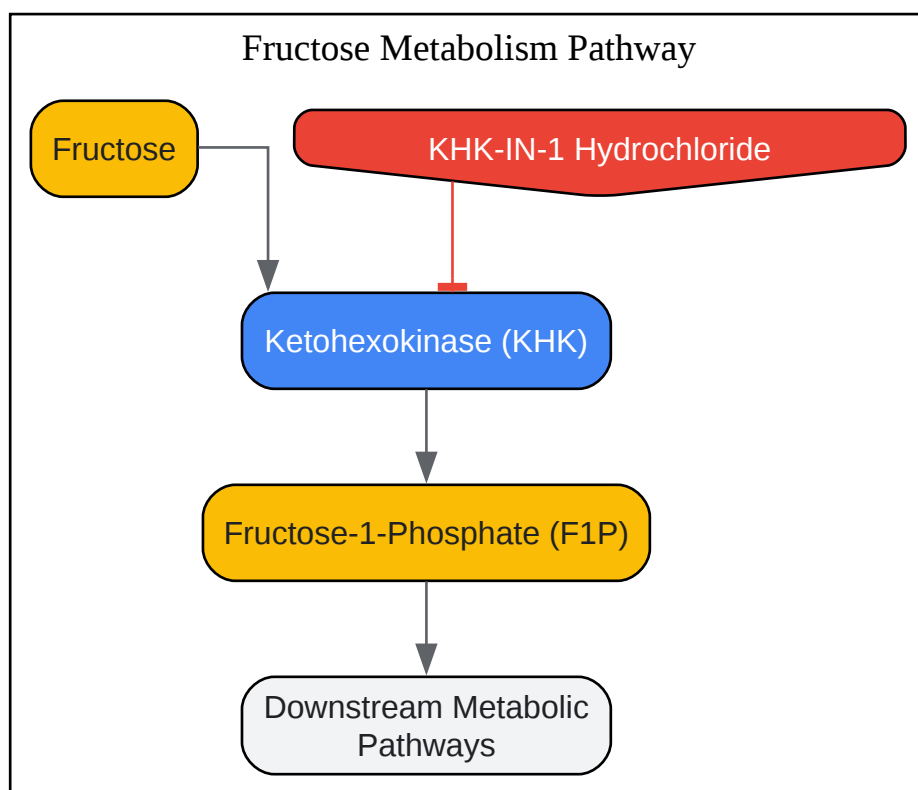 Fructose Metabolism Pathway
Fructose
KHK-IN-1 Hydrochloride
Ketohexokinase (KHK)
Fructose-1-Phosphate (F1P)
Downstream Metabolic
Pathways